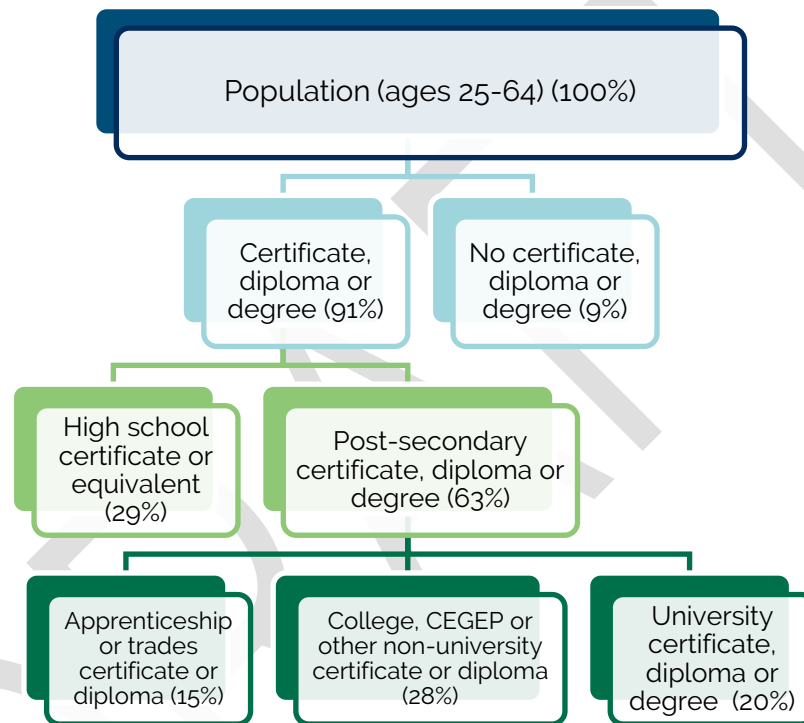 Population (ages 25-64) (100%)
Certificate,
diploma or
degree (91%)
No certificate,
diploma or
degree (9%)
High school
certificate or
equivalent
(29%)
Post-secondary
certificate, diploma or
degree (63%)
Apprenticeship
or trades
certificate or
diploma (15%)
College, CEGEP or
other non-university
certificate or diploma
(28%)
University
certificate,
diploma or
degree (20%)